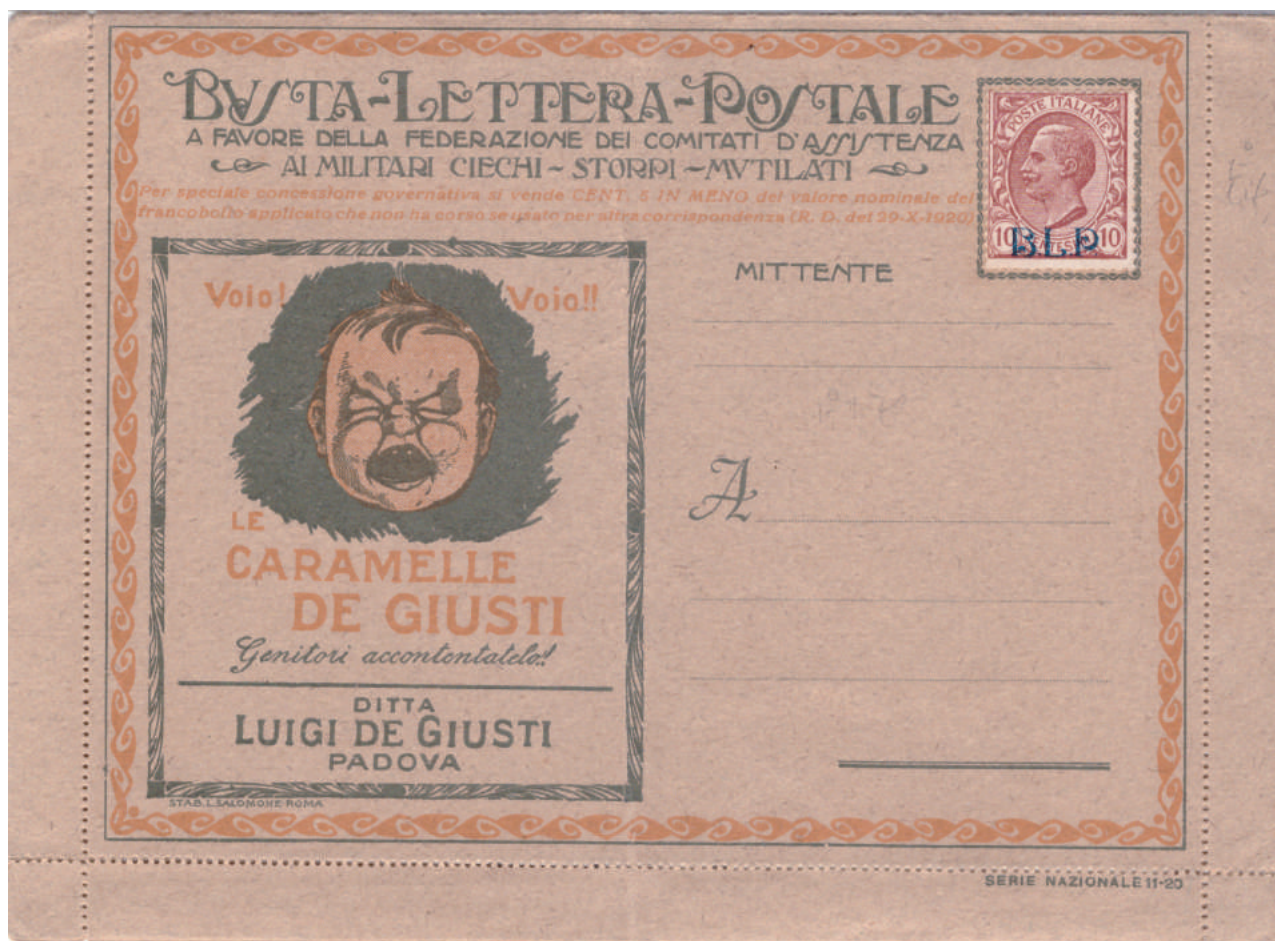 BUSTA-LETTERA-POSTALE
A FAVORE DELLA FEDERAZIONE DEI COMITATI D'ASSISTENZA
AI MILITARI CIECHI - STORPI - MVTILATI
Per speciale concessione governativa si vende CENT. 5 IN MENO del valore nominale del
francobollo applicato che non ha corso se usato per altra corrispondenza (R. D. del 29-X-1920)
POSTE ITALIANE
10 CENTESIMI 10
B.L.P.
MITTENTE
Voio! Voio!!
A
LE
CARAMELLE
DE GIUSTI
Genitori accontentatelo!!
DITTA
LUIGI DE GIUSTI
PADOVA
STAB. L. SALOMONE-ROMA
SERIE NAZIONALE 11-20